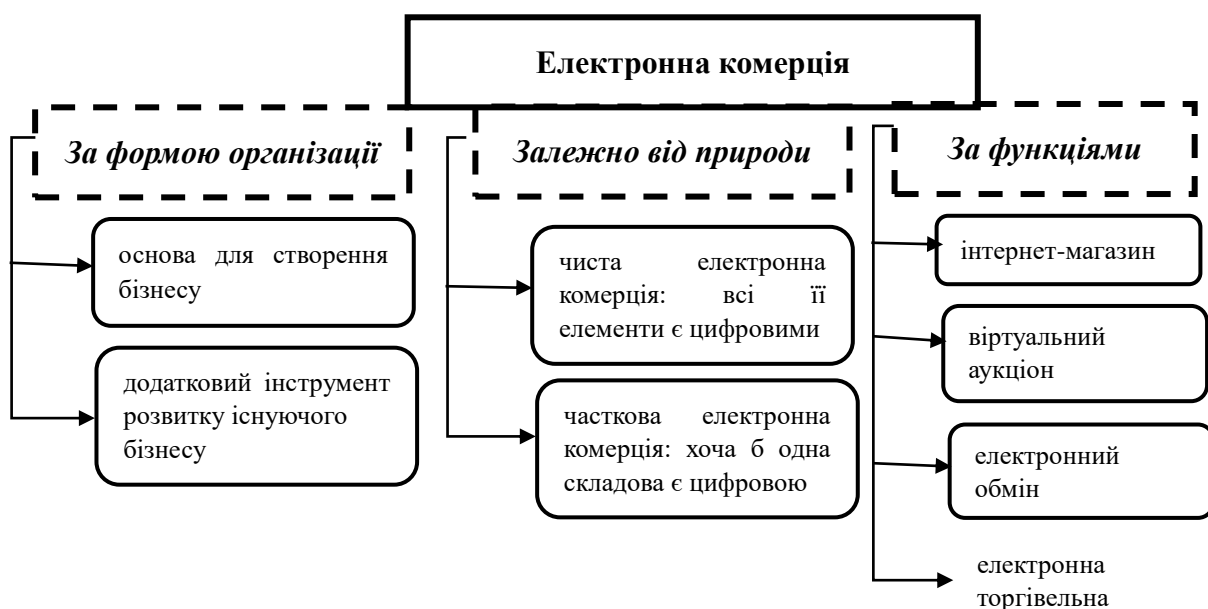 Електронна комерція
За формою організації
основа для створення
бізнесу
додатковий інструмент
розвитку існуючого
бізнесу
Залежно від природи
чиста електронна
комерція: всі її
елементи є цифровими
часткова електронна
комерція: хоча б одна
складова є цифровою
За функціями
інтернет-магазин
віртуальний
аукціон
електронний
обмін
електронна
торгівельна